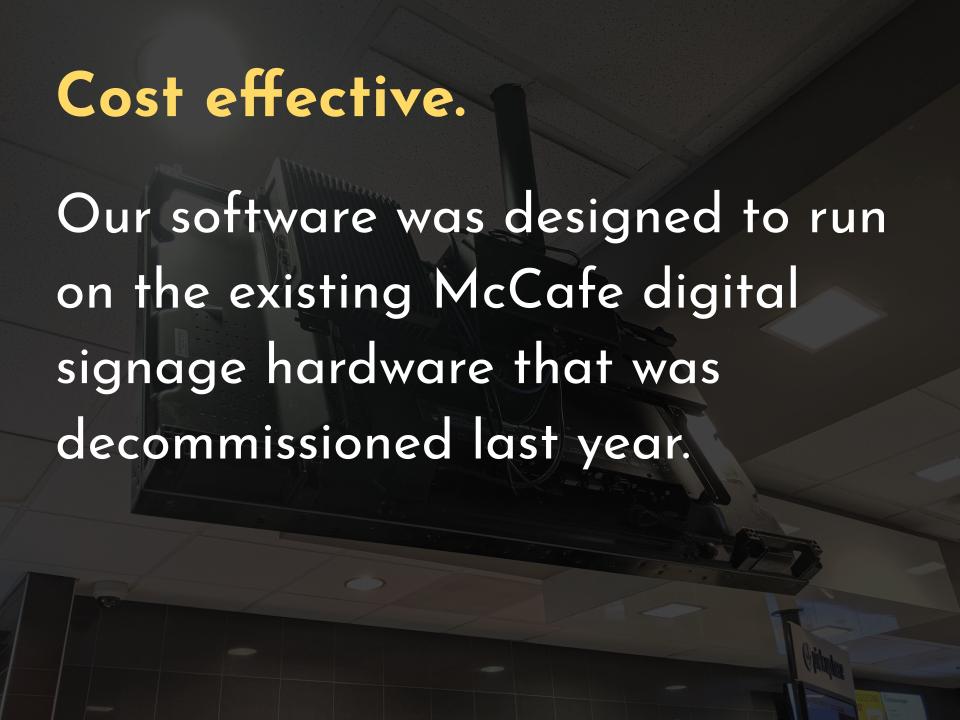 Cost effective.
Our software was designed to run
on the existing McCafe digital
signage hardware that was
decommissioned last year.